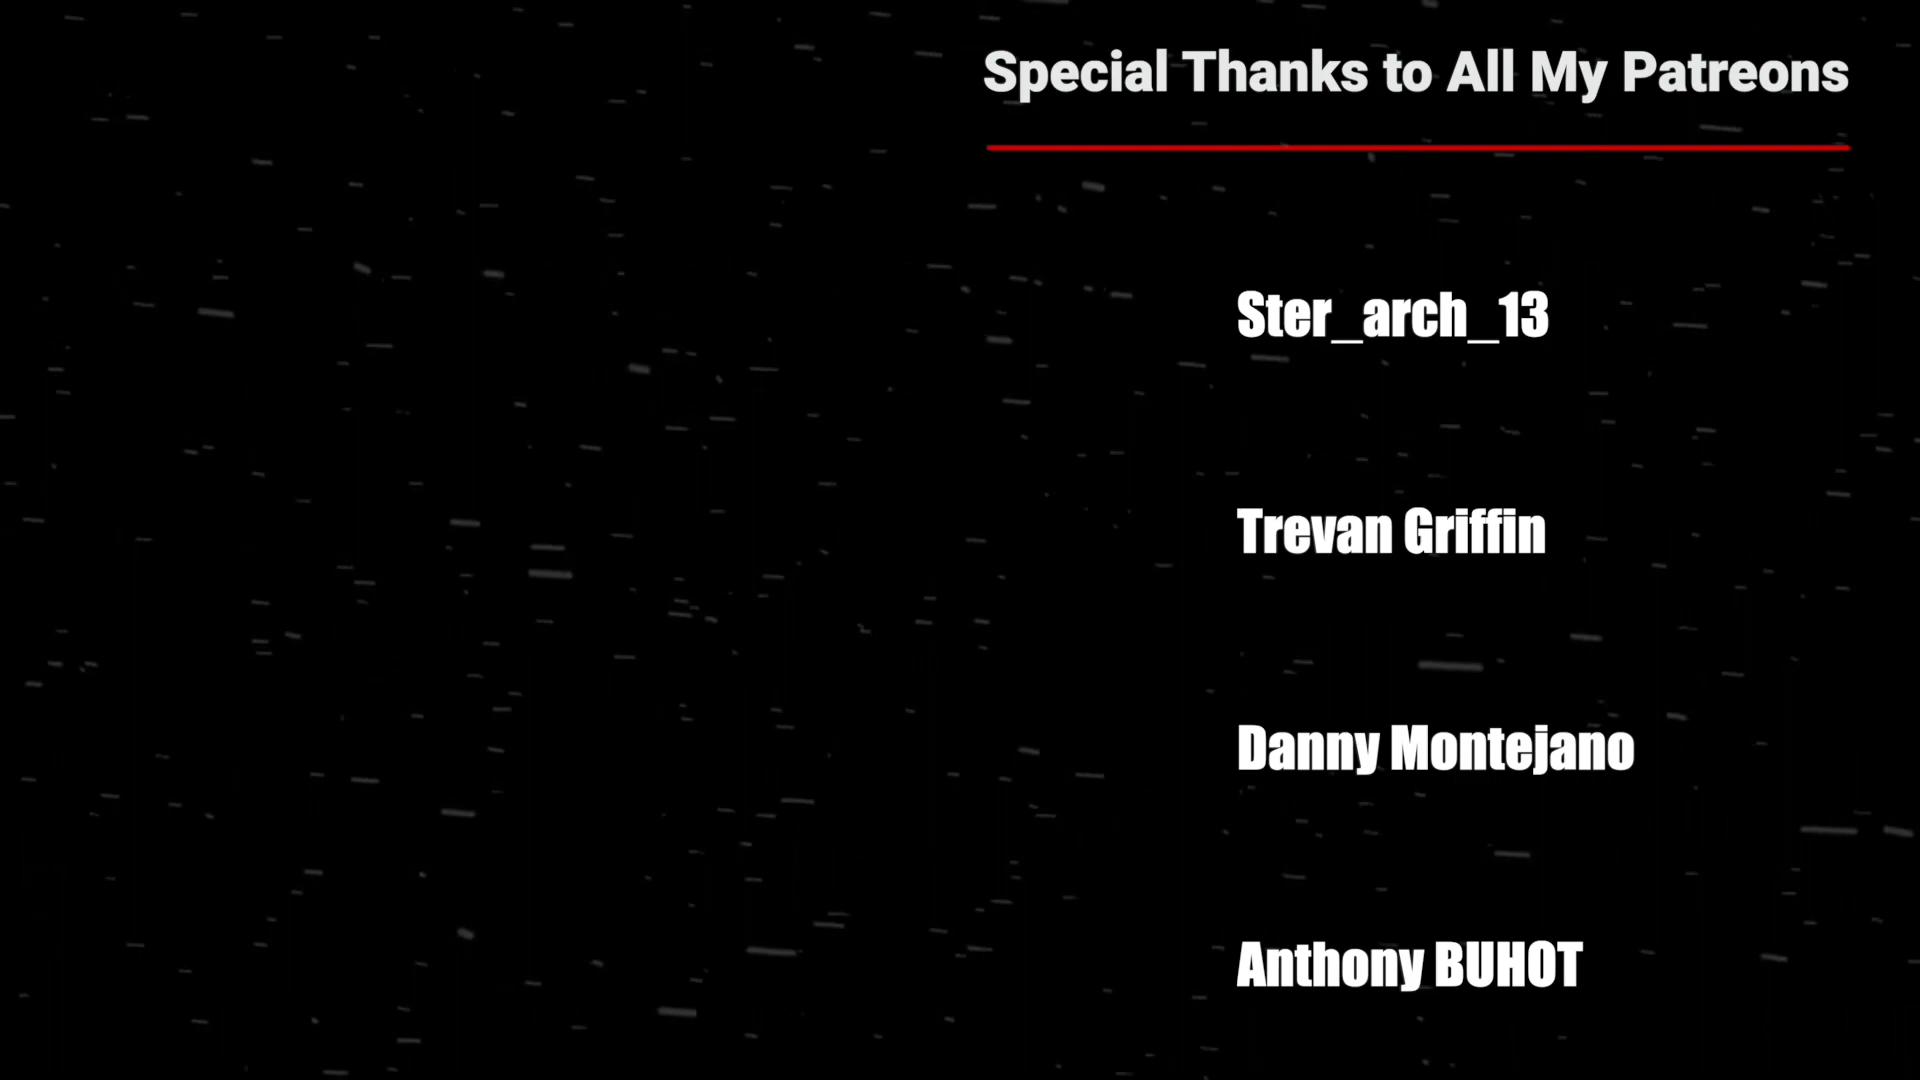 Special Thanks to All My Patreons
Ster_arch_13
Trevan Griffin
Danny Montejano
Anthony BUHOT